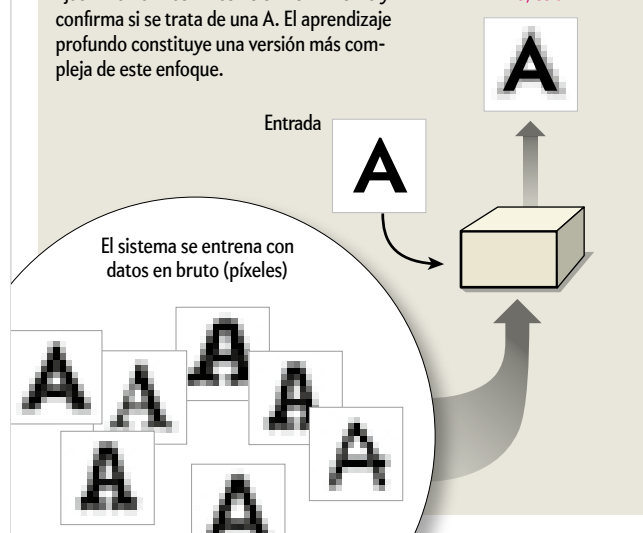 confirma si se trata de una A. El aprendizaje
profundo constituye una versión más com-
pleja de este enfoque.
A
Entrada
A
El sistema se entrena con
datos en bruto (píxeles)
A
A
A
A
A
A
A